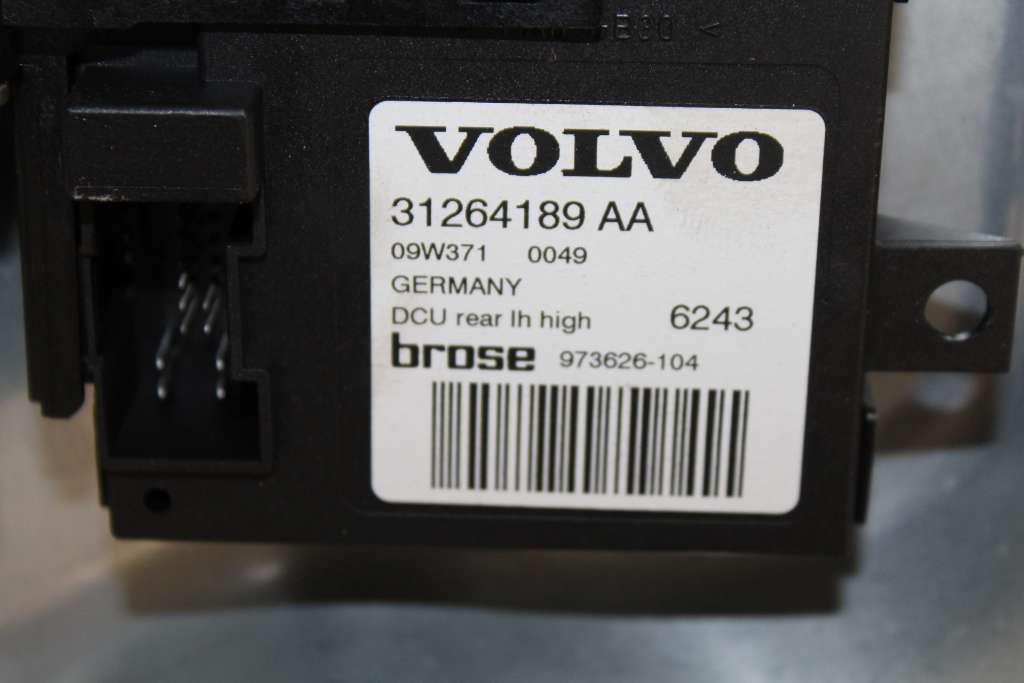 VOLVO
31264189 AA
09W371 0049
GERMANY
DCU rear lh high 6243
brose 973626-104